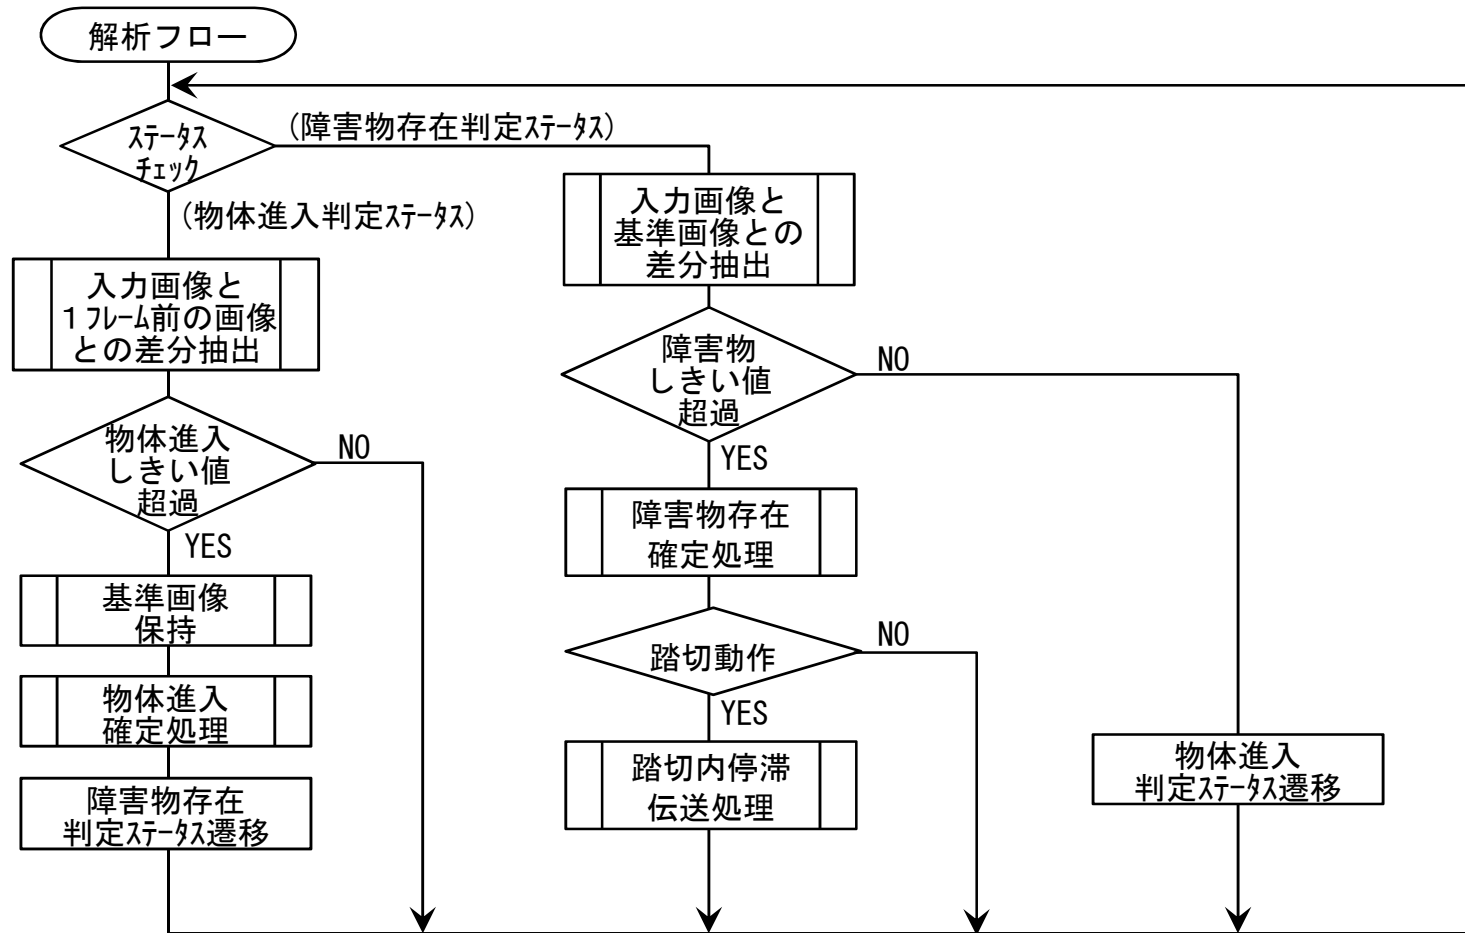 解析フロー
ｽﾃｰﾀｽ
ﾁｪｯｸ
(障害物存在判定ｽﾃｰﾀｽ)
(物体進入判定ｽﾃｰﾀｽ)
入力画像と
１ﾌﾚｰﾑ前の画像
との差分抽出
物体進入
しきい値
超過
NO
YES
基準画像
保持
物体進入
確定処理
障害物存在
判定ｽﾃｰﾀｽ遷移
入力画像と
基準画像との
差分抽出
障害物
しきい値
超過
NO
YES
障害物存在
確定処理
踏切動作
NO
YES
踏切内停滞
伝送処理
物体進入
判定ｽﾃｰﾀｽ遷移